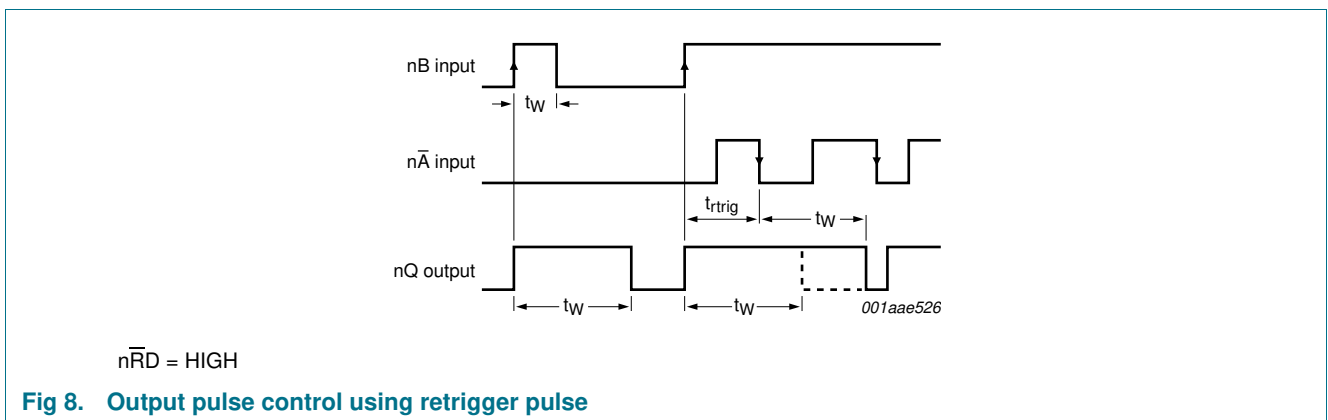 nB input
tW
nA̅ input
trtrig
tW
nQ output
tW
tW
001aae526
nR̅D̅ = HIGH
Fig 8. Output pulse control using retrigger pulse